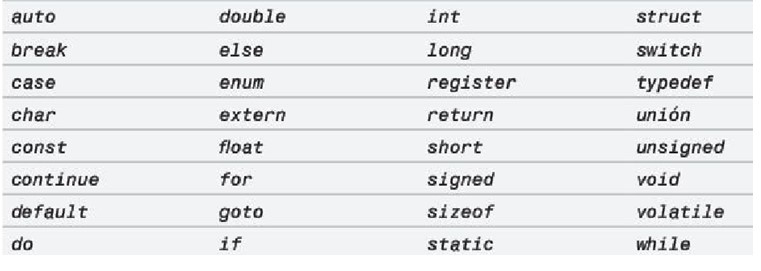 auto double int struct
break else long switch
case enum register typedef
char extern return unión
const float short unsigned
continue for signed void
default goto sizeof volatile
do if static while